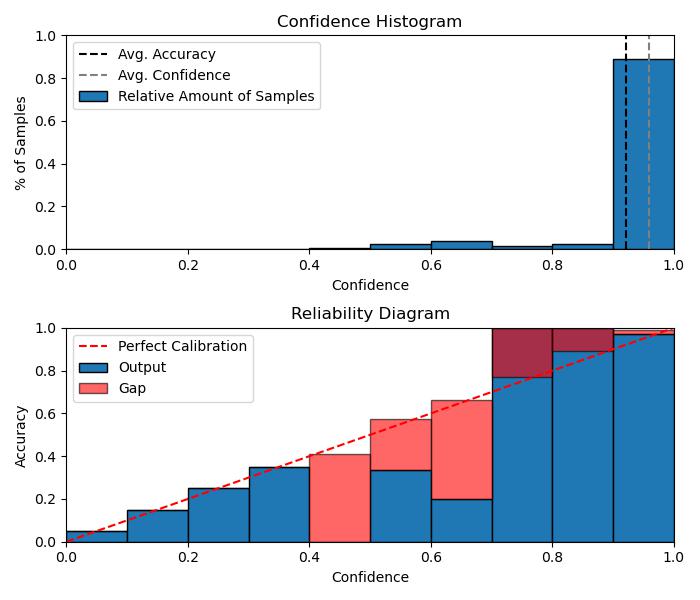 Confidence Histogram
1.0
0.8
0.6
0.4
0.2
0.0
% of Samples
Avg. Accuracy
Avg. Confidence
Relative Amount of Samples
0.0 0.2 0.4 0.6 0.8 1.0
Confidence
Reliability Diagram
1.0
0.8
0.6
0.4
0.2
0.0
Accuracy
Perfect Calibration
Output
Gap
0.0 0.2 0.4 0.6 0.8 1.0
Confidence